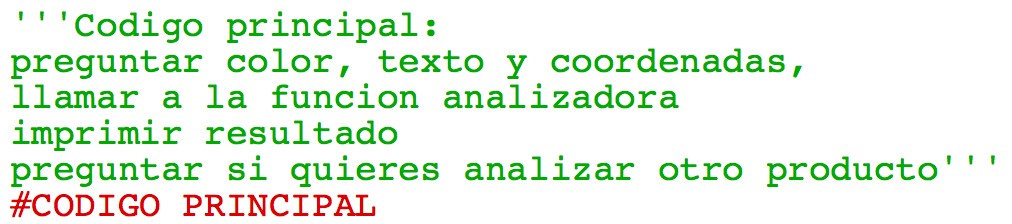 '''Codigo principal:
preguntar color, texto y coordenadas,
llamar a la funcion analizadora
imprimir resultado
preguntar si quieres analizar otro producto'''
#CODIGO PRINCIPAL